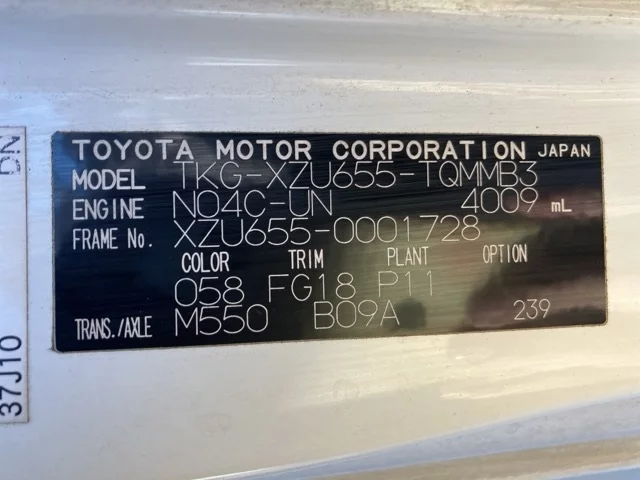 TOYOTA MOTOR CORPORATION JAPAN
MODEL TKG-XZU655-TQMMB3
ENGINE N04C-UN 4009 mL
FRAME No. XZU655-0001728
COLOR TRIM PLANT OPTION
058 FG18 P11
TRANS./AXLE M550 B09A 239
37J10 DN